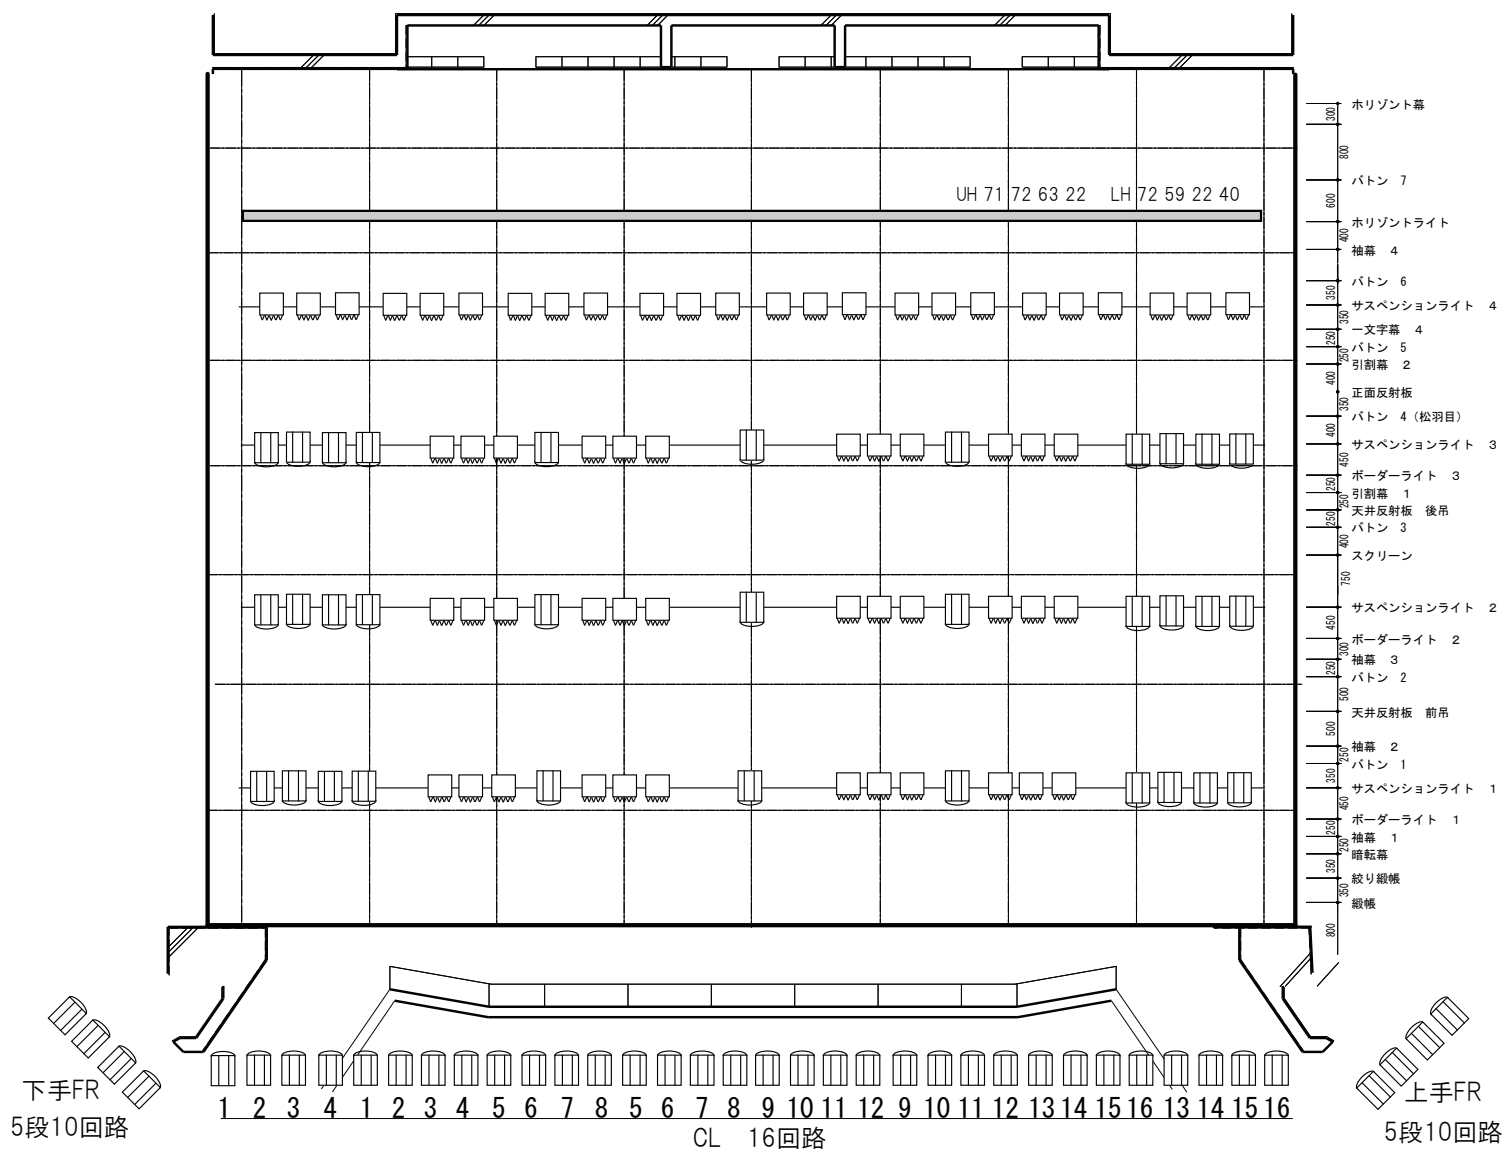 UH 71 72 63 22 LH 72 59 22 40
ホリゾント幕
300
800
バトン 7
600
ホリゾントライト
400
袖幕 4
バトン 6
350
サスペンションライト 4
350
一文字幕 4
250
バトン 5
250
引割幕 2
400
正面反射板
350
バトン 4（松羽目）
400
サスペンションライト 3
450
ボーダーライト 3
250
引割幕 1
250
天井反射板 後吊
250
バトン 3
400
スクリーン
750
サスペンションライト 2
450
ボーダーライト 2
300
袖幕 3
250
バトン 2
500
天井反射板 前吊
500
袖幕 2
250
バトン 1
350
サスペンションライト 1
450
ボーダーライト 1
250
袖幕 1
250
暗転幕
350
絞り緞帳
350
緞帳
800
下手FR
5段10回路
1 2 3 4 1 2 3 4 5 6 7 8 5 6 7 8 9 10 11 12 9 10 11 12 13 14 15 16 13 14 15 16
CL 16回路
上手FR
5段10回路